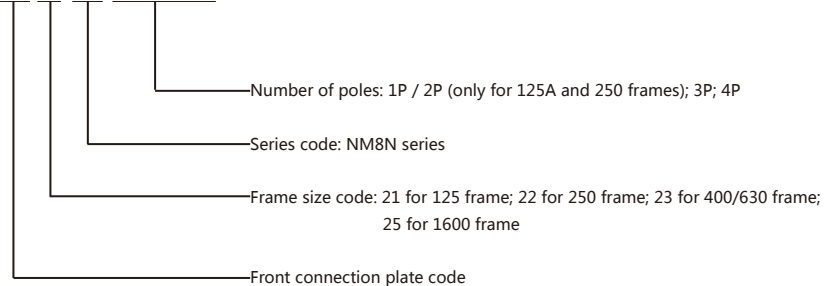 Number of poles: 1P / 2P (only for 125A and 250 frames); 3P; 4P
Series code: NM8N series
Frame size code: 21 for 125 frame; 22 for 250 frame; 23 for 400/630 frame;
25 for 1600 frame
Front connection plate code